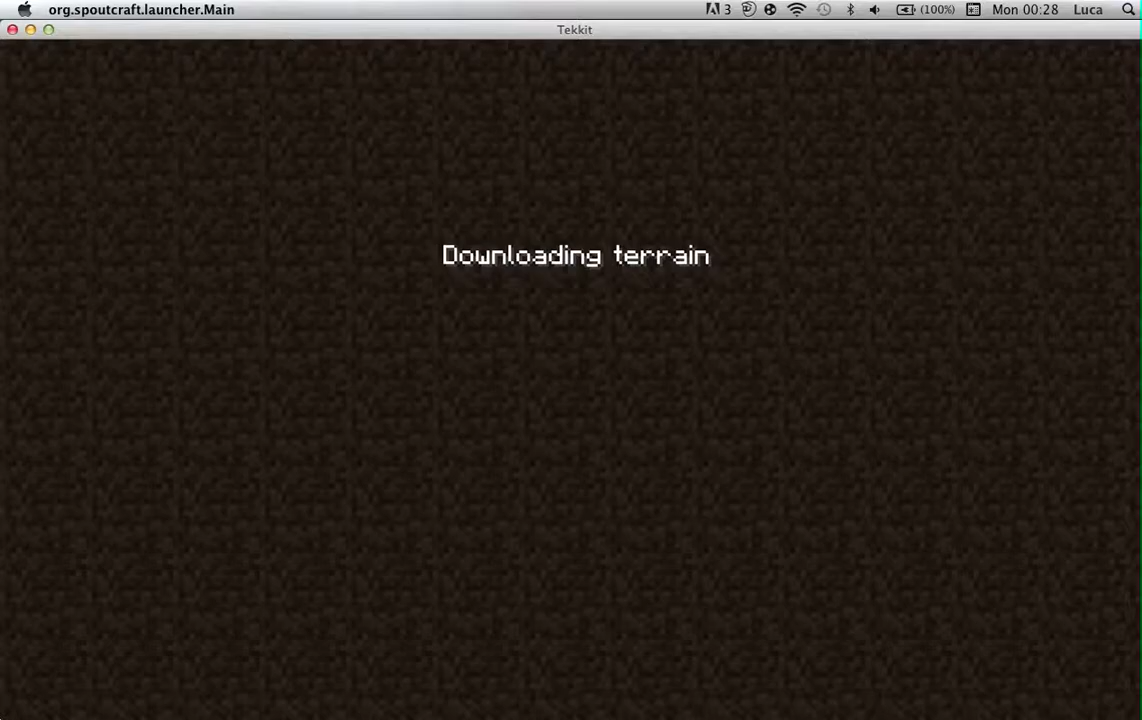 org.spoutcraft.launcher.Main 3 (100%) Mon 00:28 Luca
Tekkit
Downloading terrain